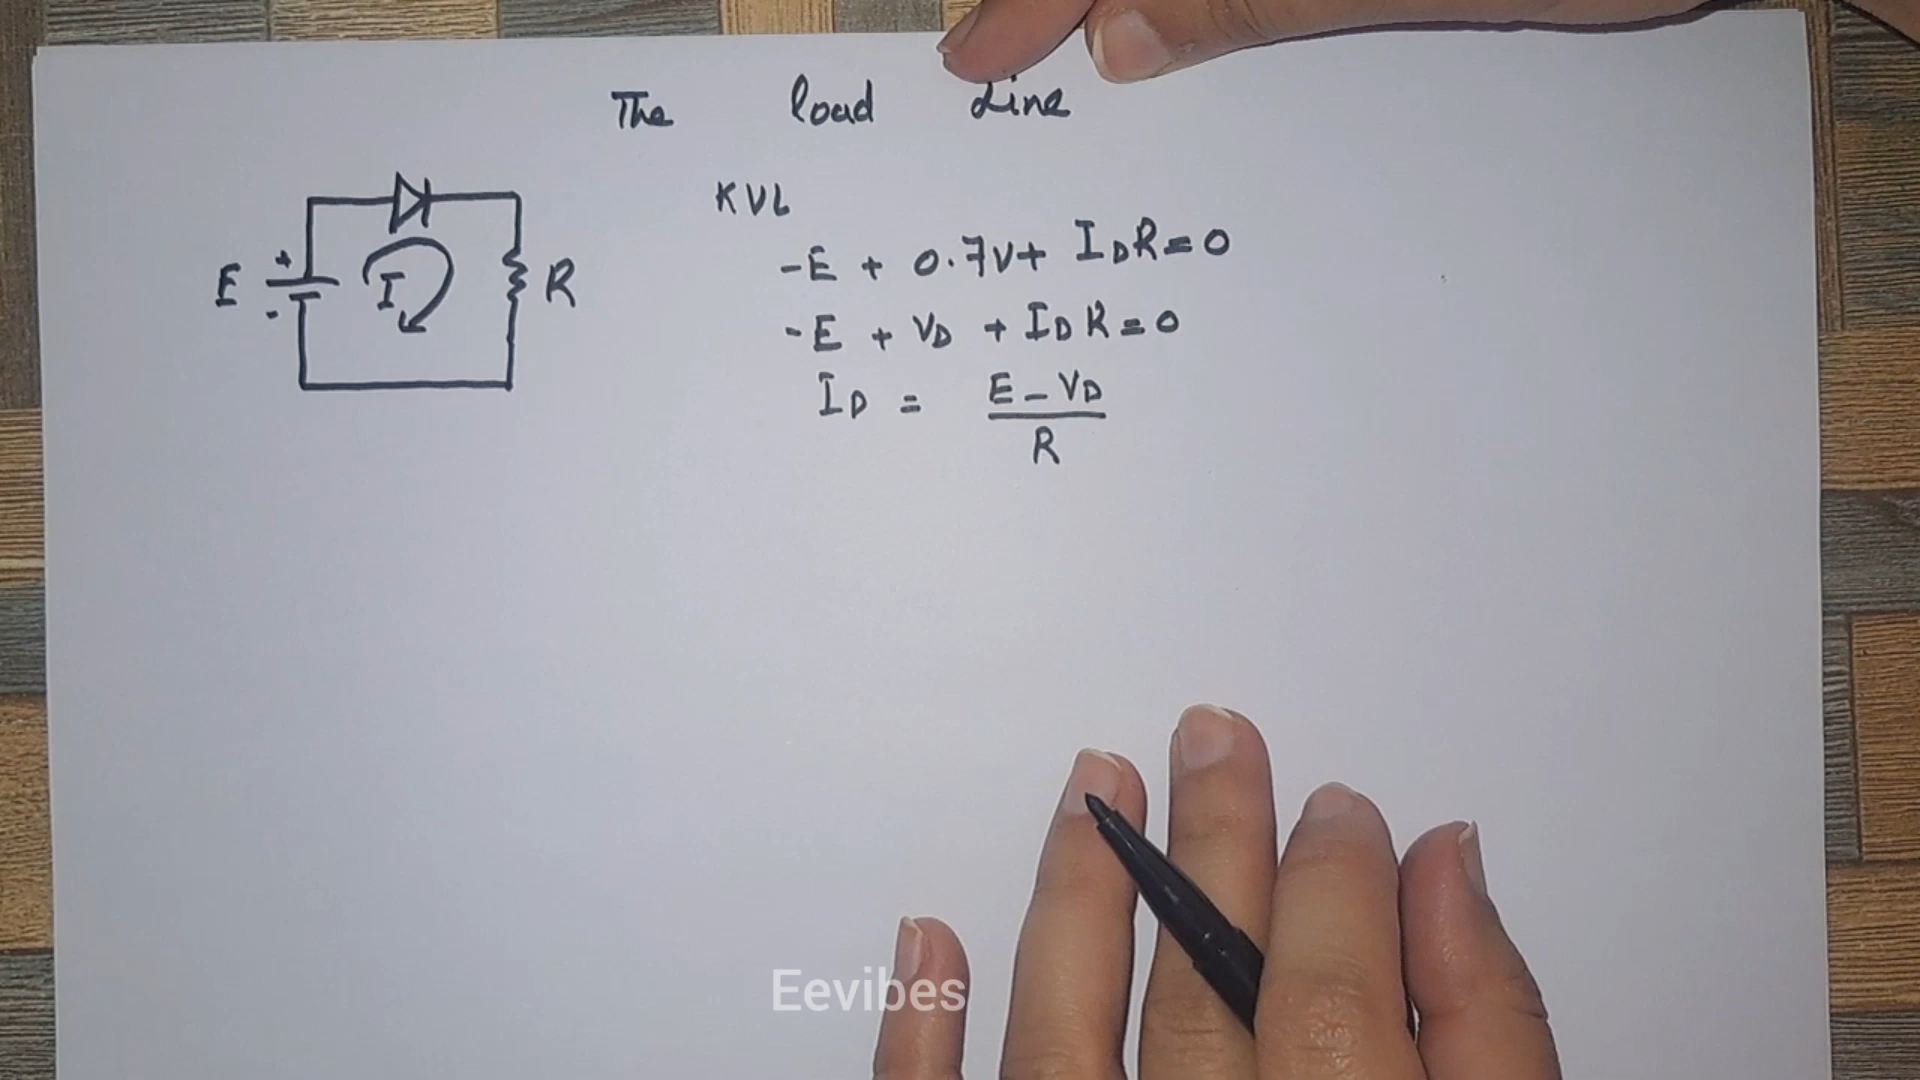 The load Line
KVL
-E + 0.7V + IDR = 0
-E + VD + IDR = 0
ID = E - VD
R
E + - I R
Eevibes